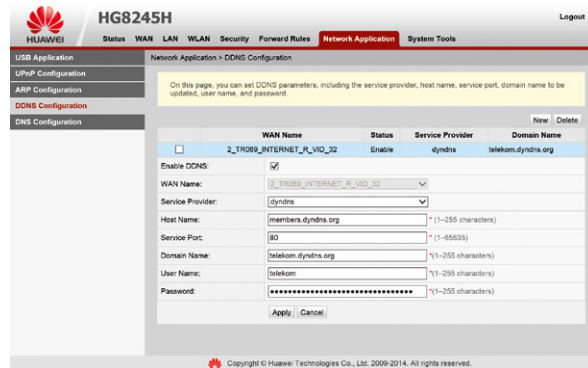 HG8245H
Logout
HUAWEI
Status WAN LAN WLAN Security Forward Rules Network Application System Tools
USB Application
UPnP Configuration
ARP Configuration
DDNS Configuration
DNS Configuration
Network Application > DDNS Configuration
On this page, you can set DDNS parameters, including the service provider, host name, service port, domain name to be
updated, user name, and password.
New Delete
WAN Name Status Service Provider Domain Name
2_TR069_INTERNET_R_VID_32 Enable dyndns telekom.dyndns.org
Enable DDNS:
WAN Name: 2_TR069_INTERNET_R_VID_32
Service Provider: dyndns
Host Name: members.dyndns.org * (1–255 characters)
Service Port: 80 * (1–65535)
Domain Name: telekom.dyndns.org *(1–255 characters)
User Name: telekom *(1–255 characters)
Password: •••••••••••••••••••••••••••••••• *(1–255 characters)
Apply Cancel
Copyright © Huawei Technologies Co., Ltd. 2009-2014. All rights reserved.